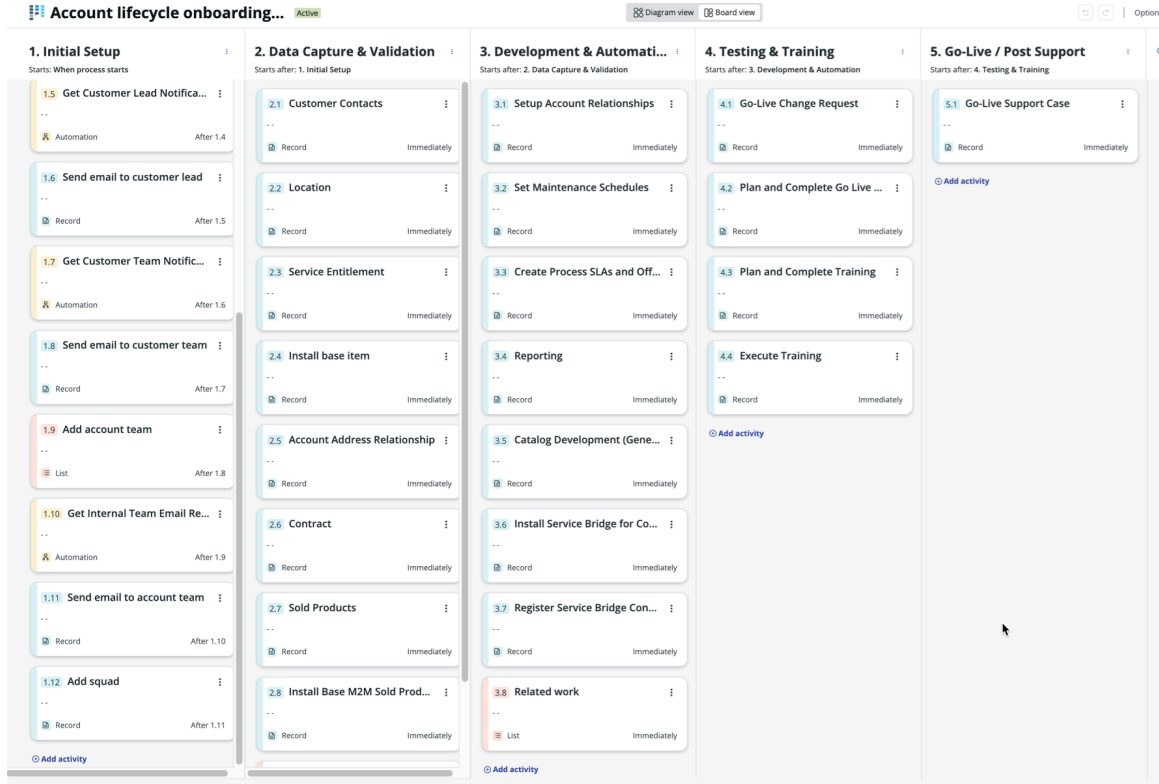 Account lifecycle onboarding...
Active
Diagram view
Board view
Option
1. Initial Setup
Starts: When process starts
1.5 Get Customer Lead Notifica...
--
Automation After 1.4
1.6 Send email to customer lead
--
Record After 1.5
1.7 Get Customer Team Notific...
--
Automation After 1.6
1.8 Send email to customer team
--
Record After 1.7
1.9 Add account team
--
List After 1.8
1.10 Get Internal Team Email Re...
--
Automation After 1.9
1.11 Send email to account team
--
Record After 1.10
1.12 Add squad
--
Record After 1.11
Add activity
2. Data Capture & Validation
Starts after: 1. Initial Setup
2.1 Customer Contacts
--
Record Immediately
2.2 Location
--
Record Immediately
2.3 Service Entitlement
--
Record Immediately
2.4 Install base item
--
Record Immediately
2.5 Account Address Relationship
--
Record Immediately
2.6 Contract
--
Record Immediately
2.7 Sold Products
--
Record Immediately
2.8 Install Base M2M Sold Prod...
--
Record Immediately
3. Development & Automati...
Starts after: 2. Data Capture & Validation
3.1 Setup Account Relationships
--
Record Immediately
3.2 Set Maintenance Schedules
--
Record Immediately
3.3 Create Process SLAs and Off...
--
Record Immediately
3.4 Reporting
--
Record Immediately
3.5 Catalog Development (Gene...
--
Record Immediately
3.6 Install Service Bridge for Co...
--
Record Immediately
3.7 Register Service Bridge Con...
--
Record Immediately
3.8 Related work
--
List Immediately
Add activity
4. Testing & Training
Starts after: 3. Development & Automation
4.1 Go-Live Change Request
--
Record Immediately
4.2 Plan and Complete Go Live ...
--
Record Immediately
4.3 Plan and Complete Training
--
Record Immediately
4.4 Execute Training
--
Record Immediately
Add activity
5. Go-Live / Post Support
Starts after: 4. Testing & Training
5.1 Go-Live Support Case
--
Record Immediately
Add activity